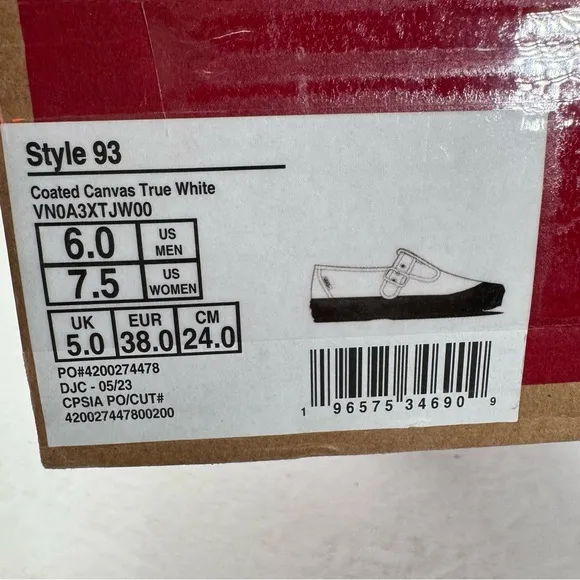 Style 93
Coated Canvas True White
VN0A3XTJW00
6.0 US MEN
7.5 US WOMEN
UK EUR CM
5.0 38.0 24.0
PO#4200274478
DJC - 05/23
CPSIA PO/CUT#
420027447800200
1 96575 34690 9